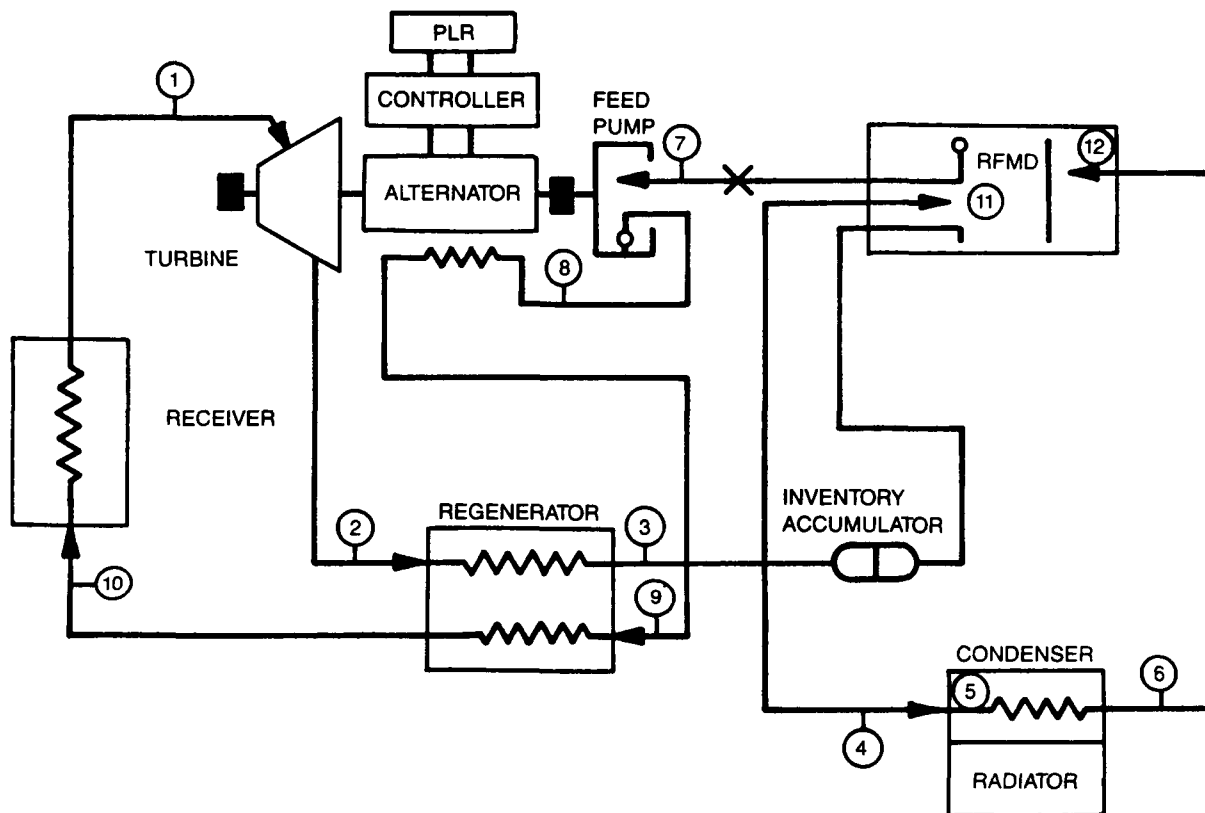 PLR
1
CONTROLLER
FEED
PUMP
7
12
RFMD
ALTERNATOR
11
TURBINE
8
RECEIVER
INVENTORY
ACCUMULATOR
REGENERATOR
2
3
10
9
CONDENSER
5
6
4
RADIATOR